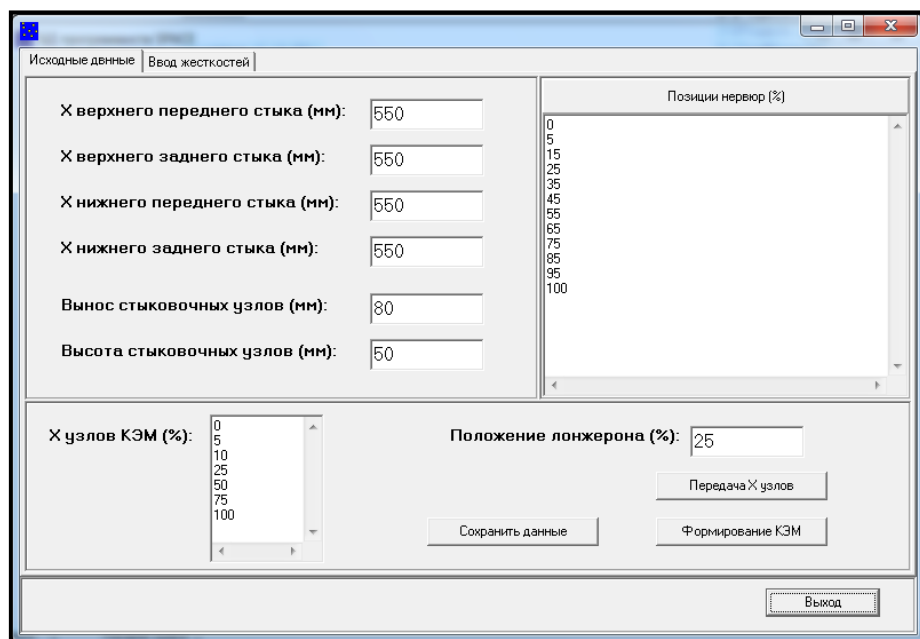 Исходные двнные Ввод жесткостей
X верхнего переднего стыка (мм): 550
X верхнего заднего стыка (мм): 550
X нижнего переднего стыка (мм): 550
X нижнего заднего стыка (мм): 550
Вынос стыковочных узлов (мм): 80
Высота стыковочных узлов (мм): 50
Позиции нервюр (%)
0
5
15
25
35
45
55
65
75
85
95
100
X узлов КЭМ (%):
0
5
10
25
50
75
100
Положение лонжерона (%): 25
Передача X узлов
Сохранить данные Формирование КЭМ
Выход